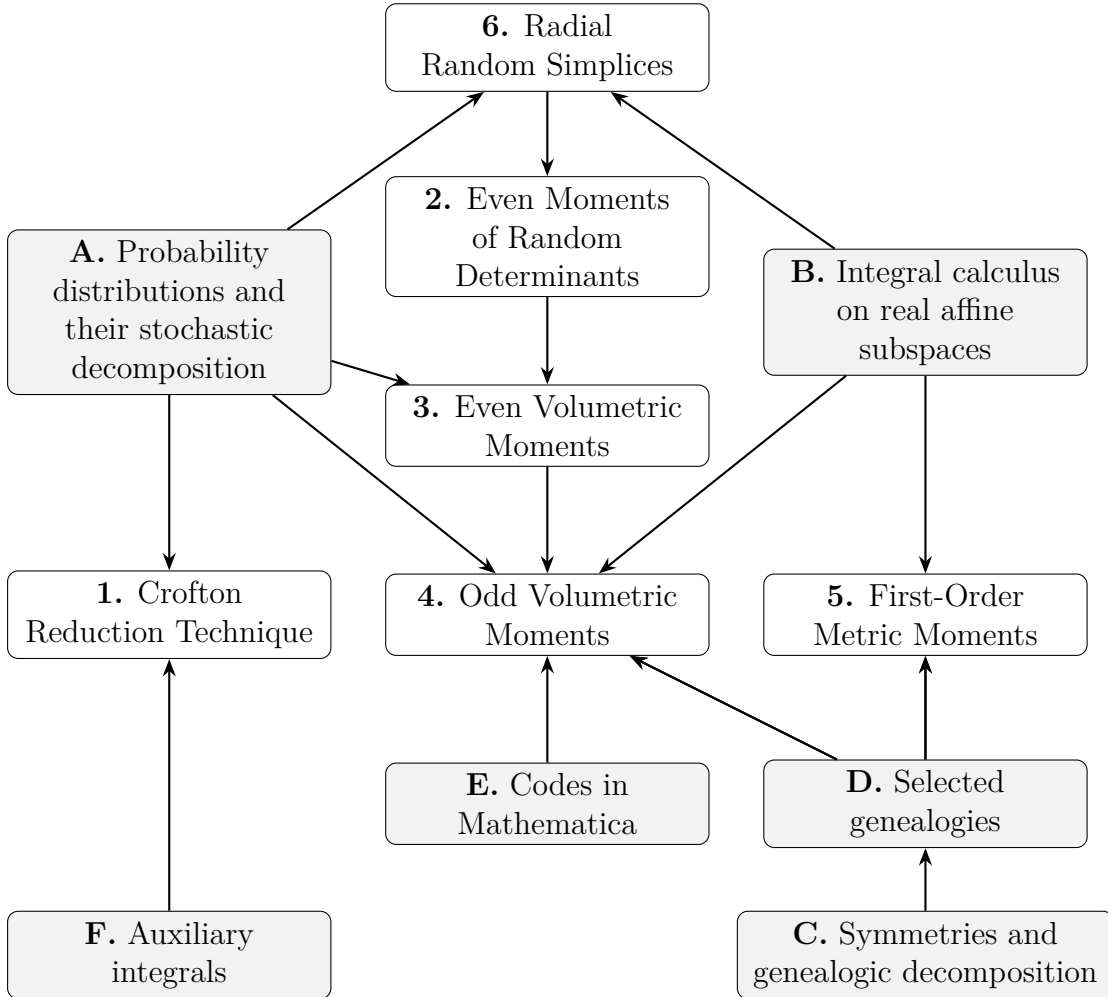 6. Radial
Random Simplices
2. Even Moments
of Random
Determinants
A. Probability
distributions and
their stochastic
decomposition
B. Integral calculus
on real affine
subspaces
3. Even Volumetric
Moments
1. Crofton
Reduction Technique
4. Odd Volumetric
Moments
5. First-Order
Metric Moments
E. Codes in
Mathematica
D. Selected
genealogies
F. Auxiliary
integrals
C. Symmetries and
genealogic decomposition